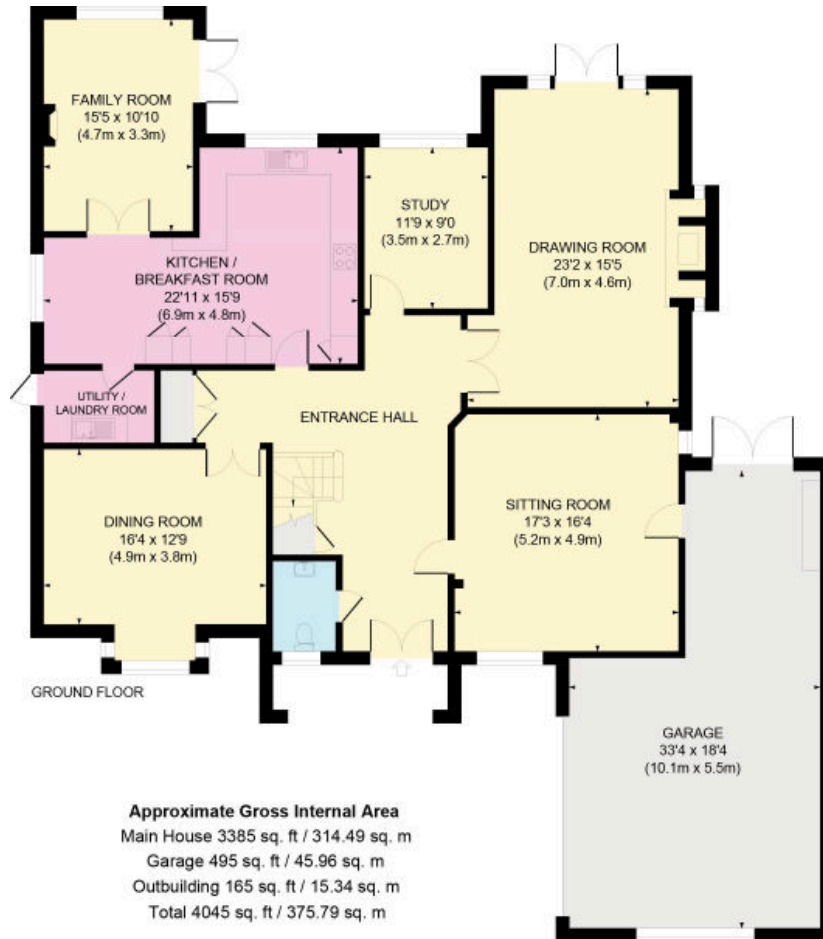 FAMILY ROOM
15'5 x 10'10
(4.7m x 3.3m)
KITCHEN /
BREAKFAST ROOM
22'11 x 15'9
(6.9m x 4.8m)
STUDY
11'9 x 9'0
(3.5m x 2.7m)
DRAWING ROOM
23'2 x 15'5
(7.0m x 4.6m)
UTILITY /
LAUNDRY ROOM
ENTRANCE HALL
DINING ROOM
16'4 x 12'9
(4.9m x 3.8m)
SITTING ROOM
17'3 x 16'4
(5.2m x 4.9m)
GROUND FLOOR
GARAGE
33'4 x 18'4
(10.1m x 5.5m)
Approximate Gross Internal Area
Main House 3385 sq. ft / 314.49 sq. m
Garage 495 sq. ft / 45.96 sq. m
Outbuilding 165 sq. ft / 15.34 sq. m
Total 4045 sq. ft / 375.79 sq. m